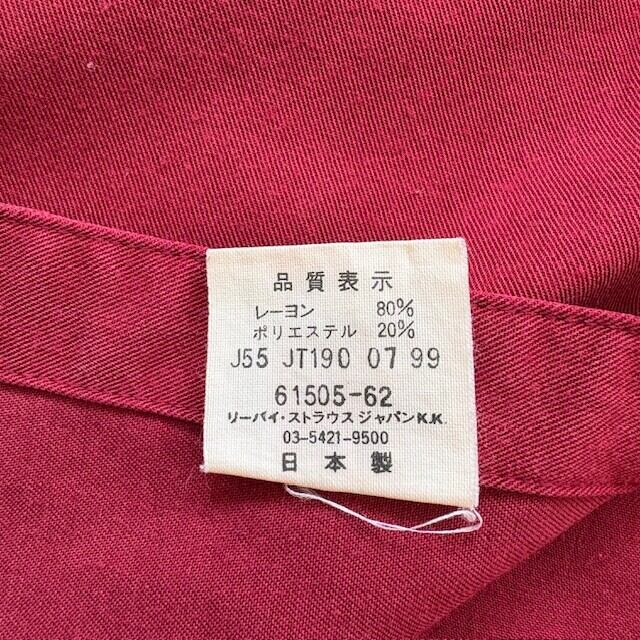 品質表示
レーヨン 80%
ポリエステル 20%
J55 JT190 07 99
61505-62
リーバイ・ストラウスジャパンK.K.
03-5421-9500
日本製